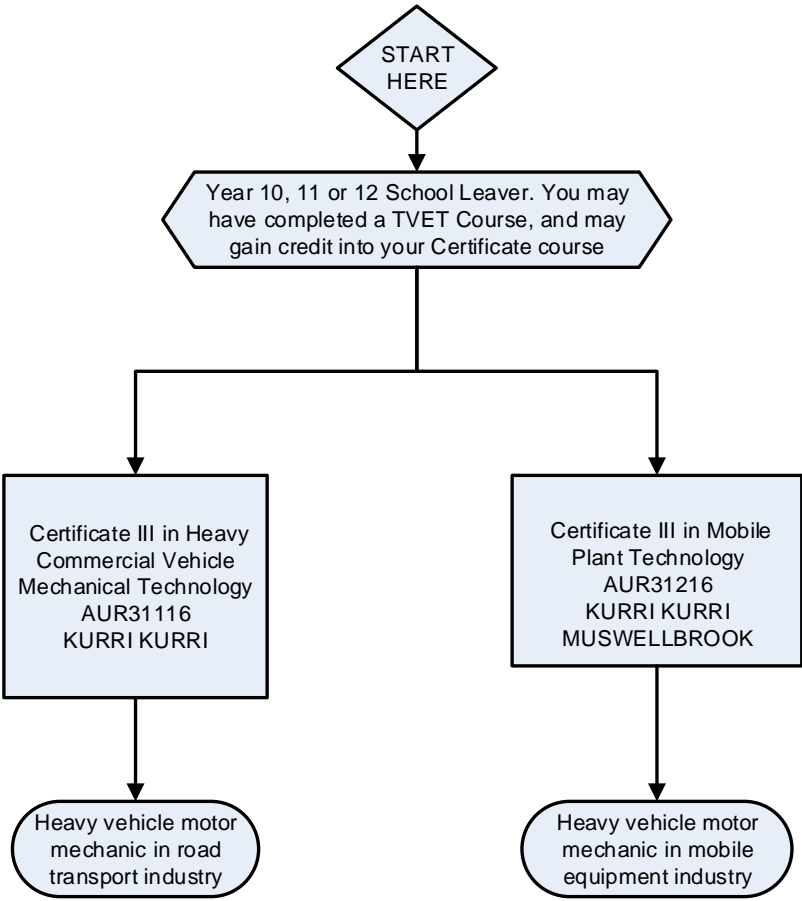 START
HERE
Year 10, 11 or 12 School Leaver. You may
have completed a TVET Course, and may
gain credit into your Certificate course
Certificate III in Heavy
Commercial Vehicle
Mechanical Technology
AUR31116
KURRI KURRI
Certificate III in Mobile
Plant Technology
AUR31216
KURRI KURRI
MUSWELLBROOK
Heavy vehicle motor
mechanic in road
transport industry
Heavy vehicle motor
mechanic in mobile
equipment industry